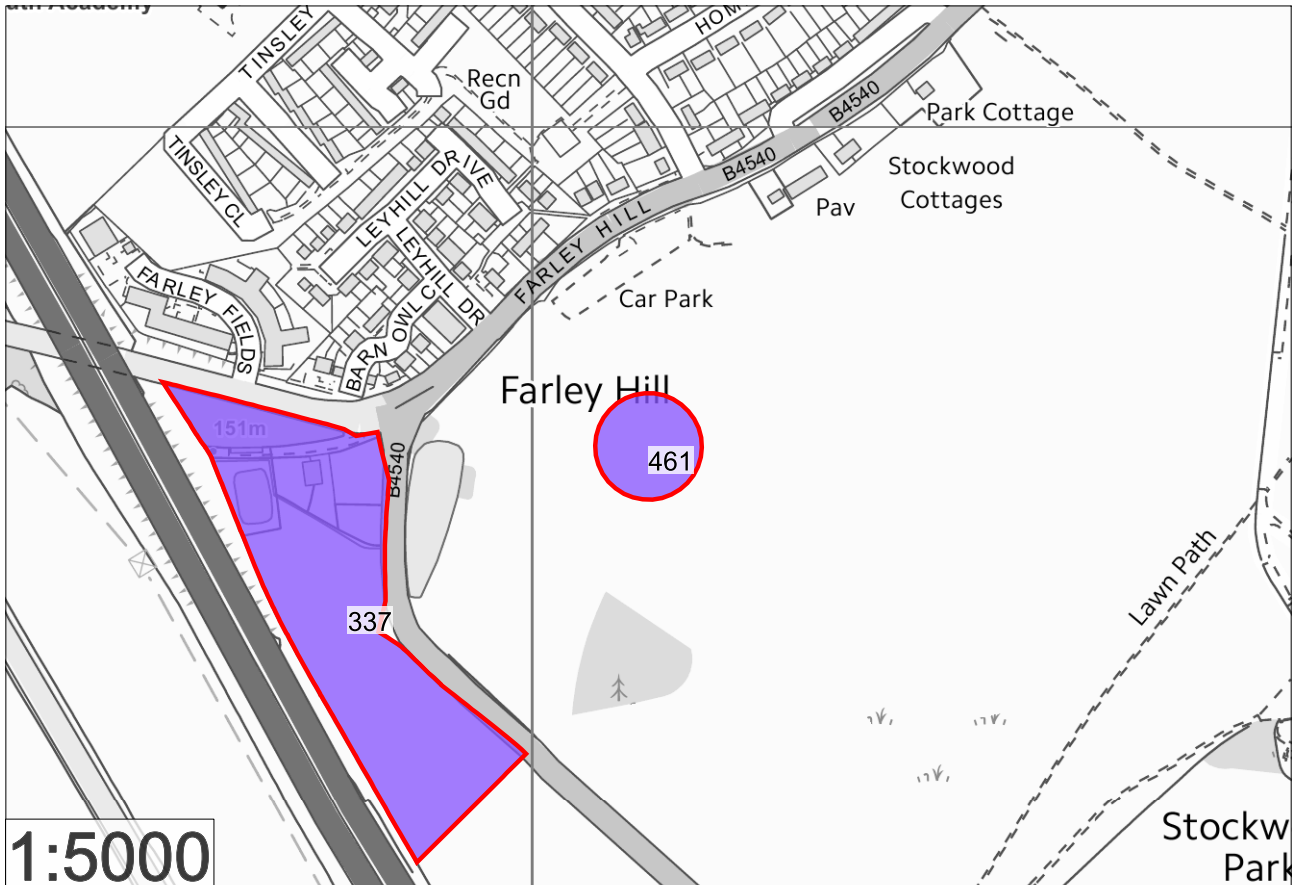 Academy
TINSLEY
HOM
Recn
Gd
B4540
Park Cottage
TINSLEY CL
LEYHILL DRIVE
B4540
Stockwood
Cottages
Pav
FARLEY HILL
LEYHILL DR
FARLEY FIELDS
BARN OWL C
Car Park
Farley Hill
151m
B4540
461
Lawn Path
337
Stockw
Park
1:5000